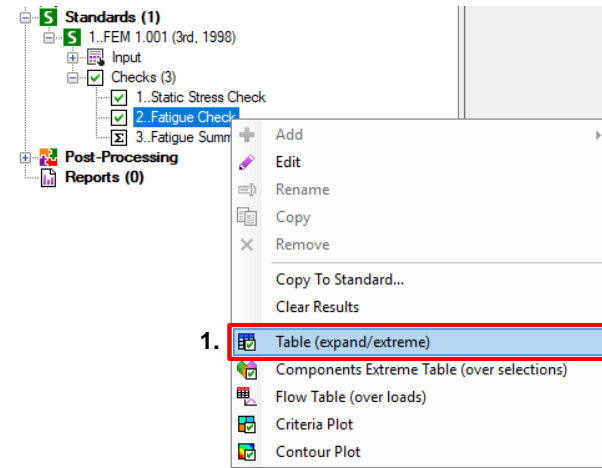 Standards (1)
1..FEM 1.001 (3rd, 1998)
Input
Checks (3)
1..Static Stress Check
2..Fatigue Check
3..Fatigue Summ
Post-Processing
Reports (0)
Add
Edit
Rename
Copy
Remove
Copy To Standard...
Clear Results
1.
Table (expand/extreme)
Components Extreme Table (over selections)
Flow Table (over loads)
Criteria Plot
Contour Plot